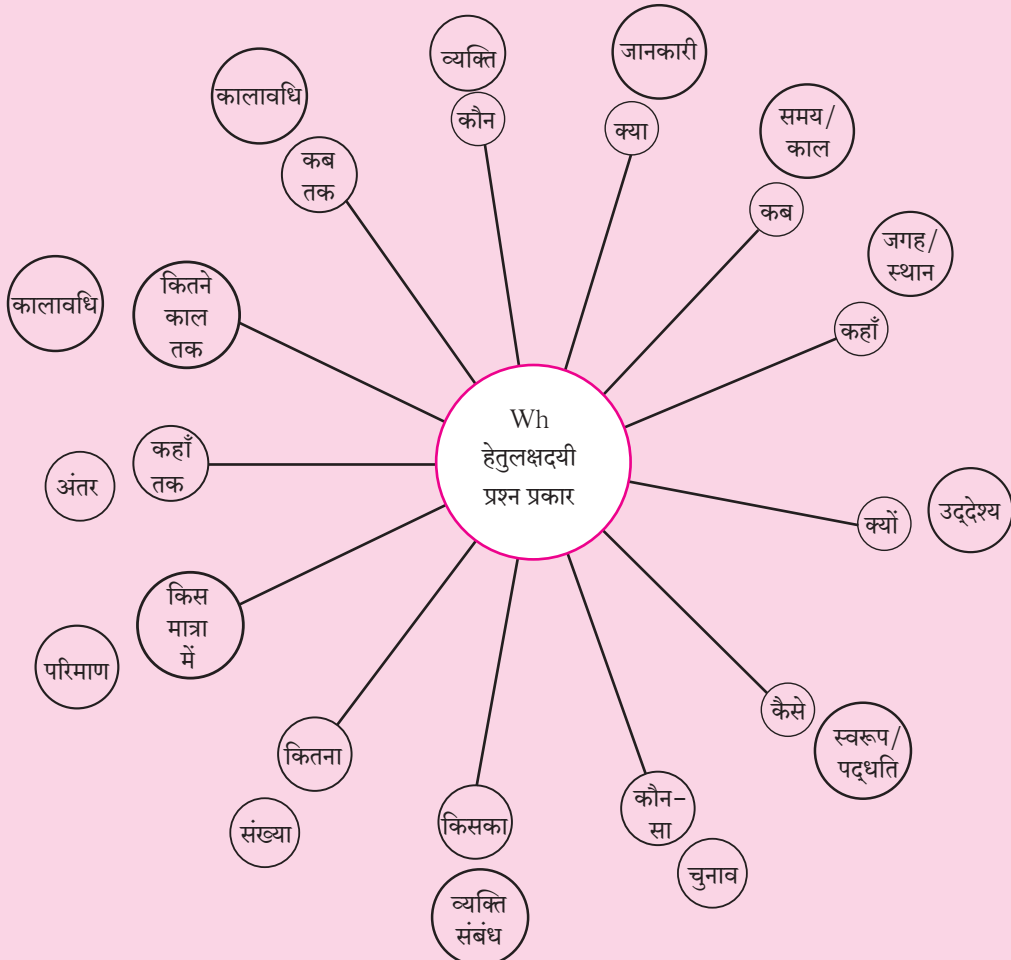 Wh
हेतुलक्षदयी
प्रश्न प्रकार
व्यक्ति
कौन
जानकारी
क्या
समय/
काल
कब
जगह/
स्थान
कहाँ
उद्‌देश्य
क्यों
कैसे
स्वरूप/
पद्‌धति
कौन-
सा
चुनाव
किसका
व्यक्ति
संबंध
कितना
संख्या
किस
मात्रा
में
परिमाण
कहाँ
तक
अंतर
कितने
काल
तक
कालावधि
कब
तक
कालावधि